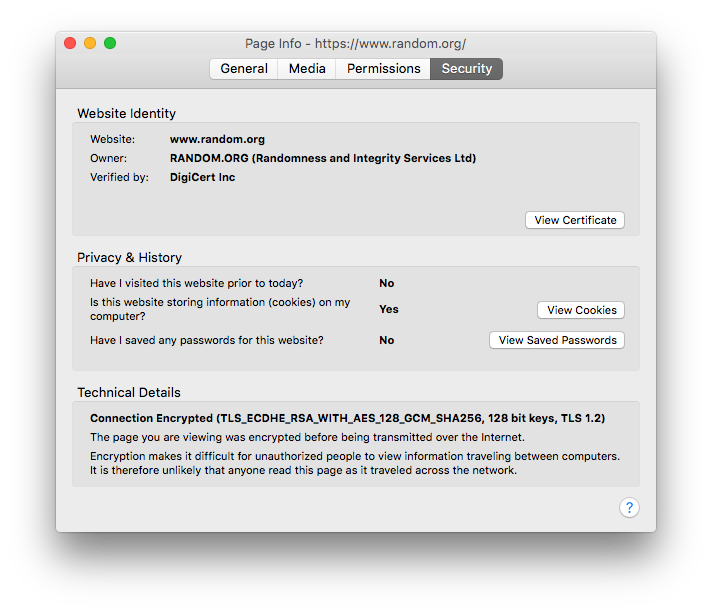 Page Info - https://www.random.org/
General Media Permissions Security
Website Identity
Website: www.random.org
Owner: RANDOM.ORG (Randomness and Integrity Services Ltd)
Verified by: DigiCert Inc
View Certificate
Privacy & History
Have I visited this website prior to today? No
Is this website storing information (cookies) on my
computer? Yes View Cookies
Have I saved any passwords for this website? No View Saved Passwords
Technical Details
Connection Encrypted (TLS_ECDHE_RSA_WITH_AES_128_GCM_SHA256, 128 bit keys, TLS 1.2)
The page you are viewing was encrypted before being transmitted over the Internet.
Encryption makes it difficult for unauthorized people to view information traveling between computers.
It is therefore unlikely that anyone read this page as it traveled across the network.
?